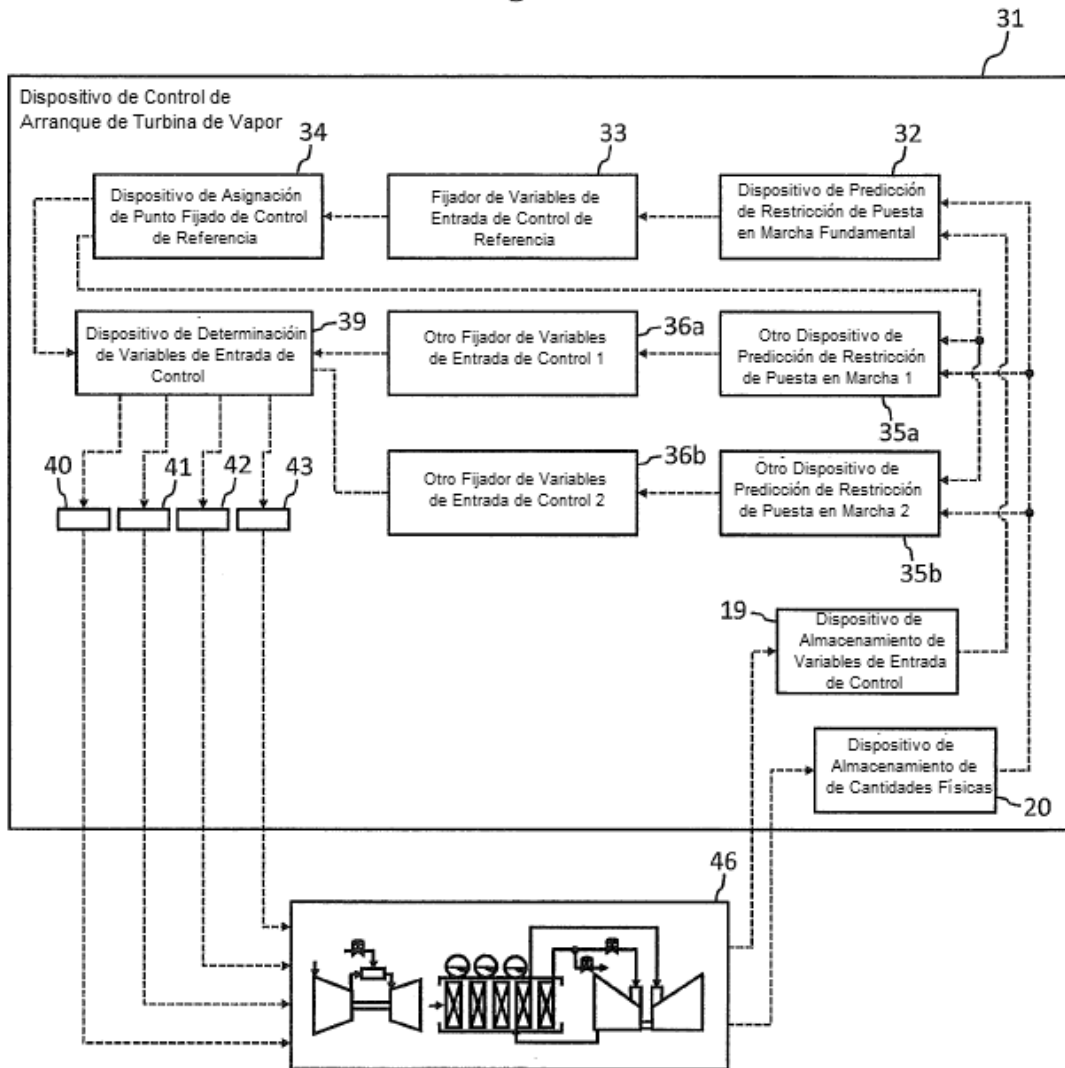 31
Dispositivo de Control de
Arranque de Turbina de Vapor
34
33
32
Dispositivo de Asignación
de Punto Fijado de Control
de Referencia
Fijador de Variables de
Entrada de Control de
Referencia
Dispositivo de Predicción
de Restricción de Puesta
en Marcha Fundamental
39
36a
Dispositivo de Determinacióin
de Variables de Entrada de
Control
Otro Fijador de Variables
de Entrada de Control 1
Otro Dispositivo de
Predicción de Restricción
de Puesta en Marcha 1
35a
40
41
42
43
36b
Otro Fijador de Variables
de Entrada de Control 2
Otro Dispositivo de
Predicción de Restricción
de Puesta en Marcha 2
35b
19
Dispositivo de
Almacenamiento de
Variables de Entrada
de Control
Dispositivo de
Almacenamiento de
de Cantidades Físicas
20
46